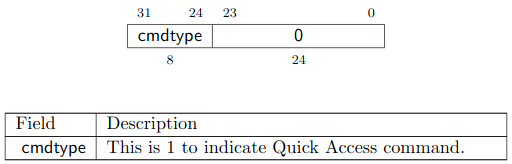 31 24 23 0
cmdtype 0
8 24
Field Description
cmdtype This is 1 to indicate Quick Access command.